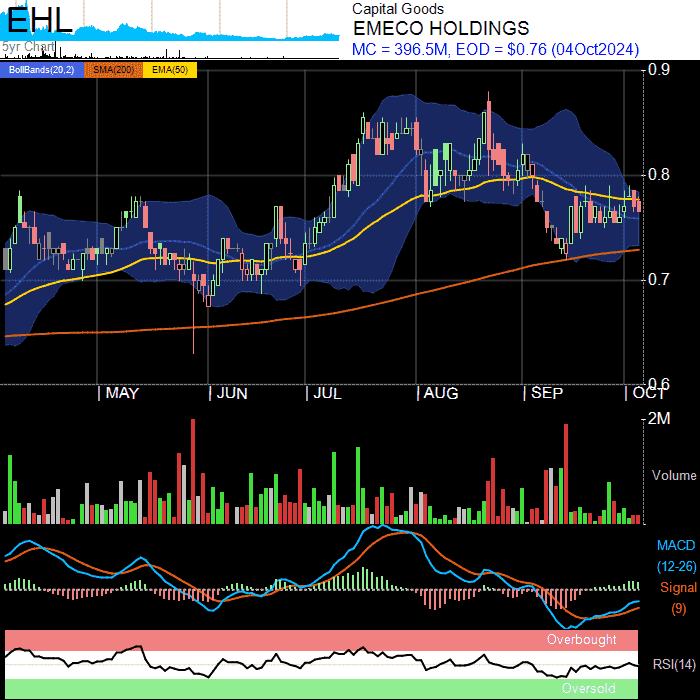 EHL
5yr Chart
Capital Goods
EMECO HOLDINGS
MC = 396.5M, EOD = $0.76 (04Oct2024)
BollBands(20,2) SMA(200) EMA(50)
0.9
0.8
0.7
0.6
MAY JUN JUL AUG SEP OCT
2M
Volume
MACD
(12-26)
Signal
(9)
Overbought
RSI(14)
Oversold